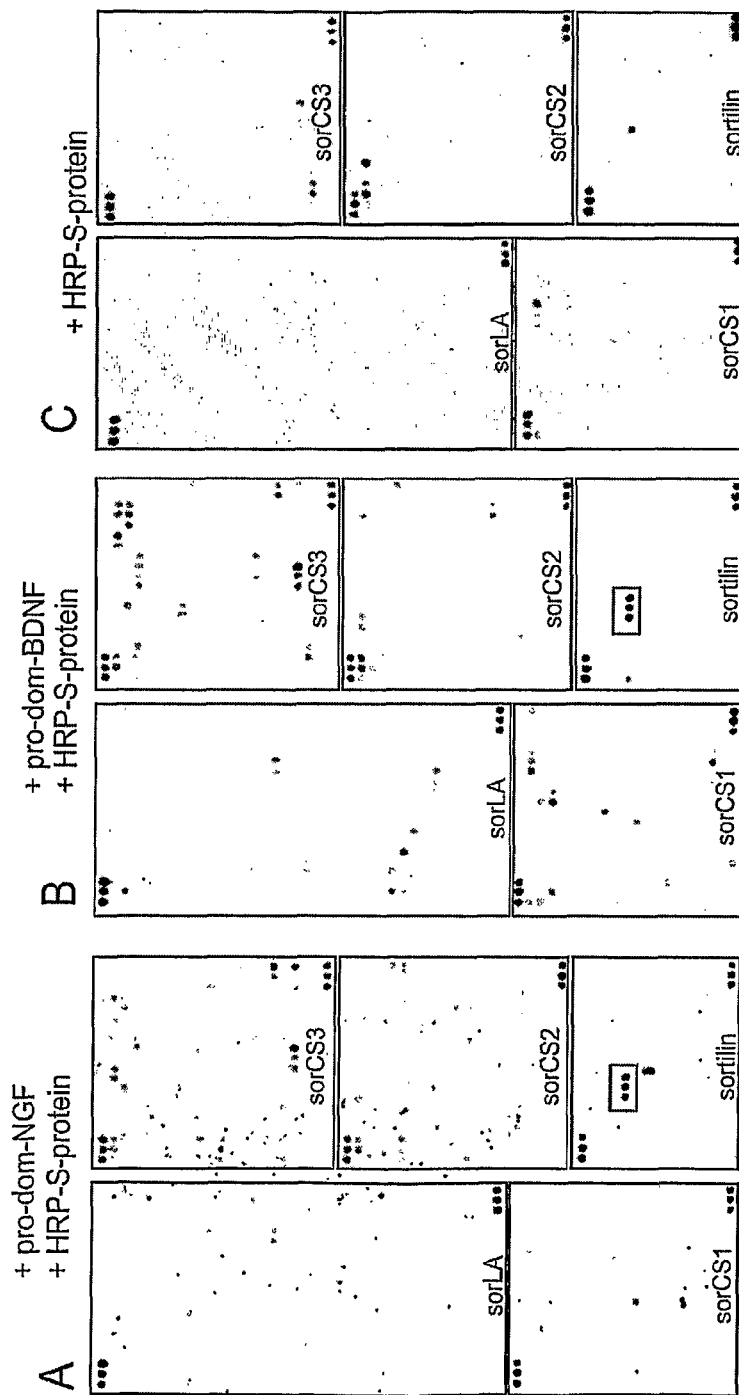 A
+ pro-dom-NGF
+ HRP-S-protein
sorLA
sorCS3
sorCS1
sorCS2
sortilin
B
+ pro-dom-BDNF
+ HRP-S-protein
sorLA
sorCS3
sorCS1
sorCS2
sortilin
C
+ HRP-S-protein
sorLA
sorCS3
sorCS1
sorCS2
sortilin